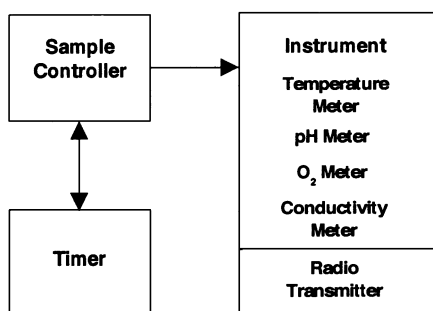 Sample
Controller
Timer
Instrument
Temperature
Meter
pH Meter
O₂ Meter
Conductivity
Meter
Radio
Transmitter